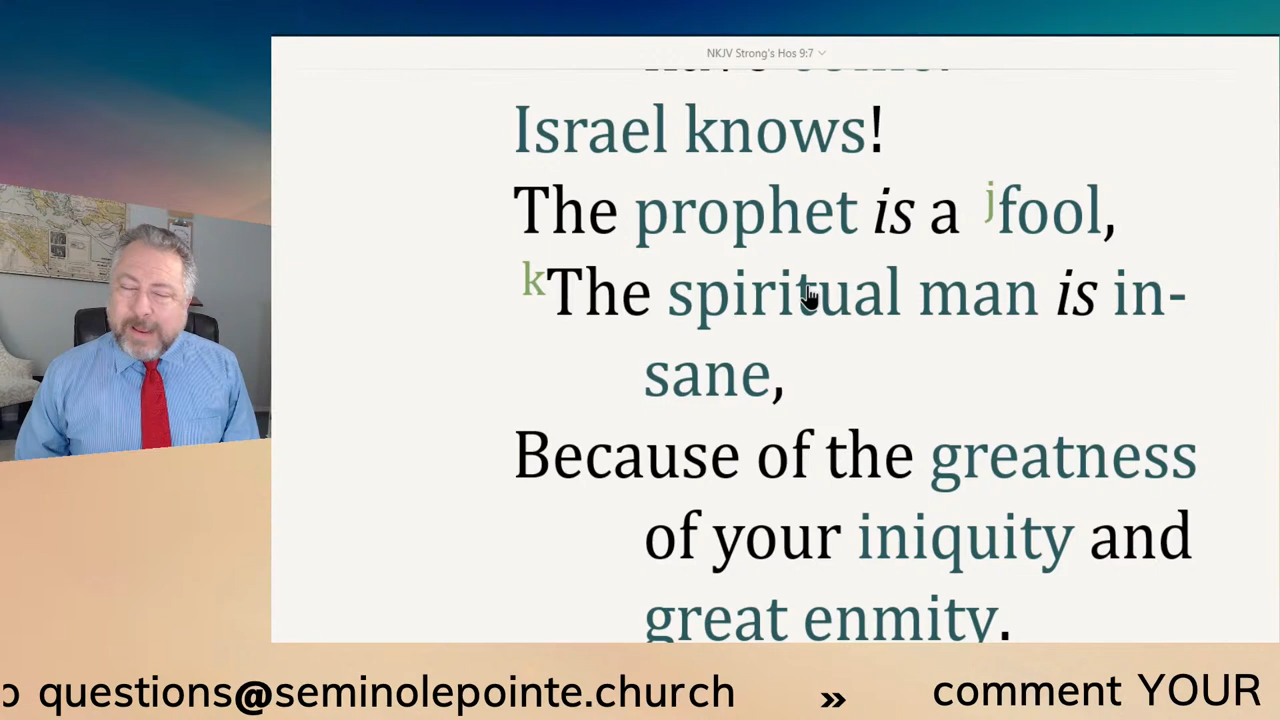 NKJV Strong's Hos 9:7
Israel knows!
The prophet is a jfool,
kThe spiritual man is in-
sane,
Because of the greatness
of your iniquity and
great enmity.
questions@seminolepointe.church » comment YOUR